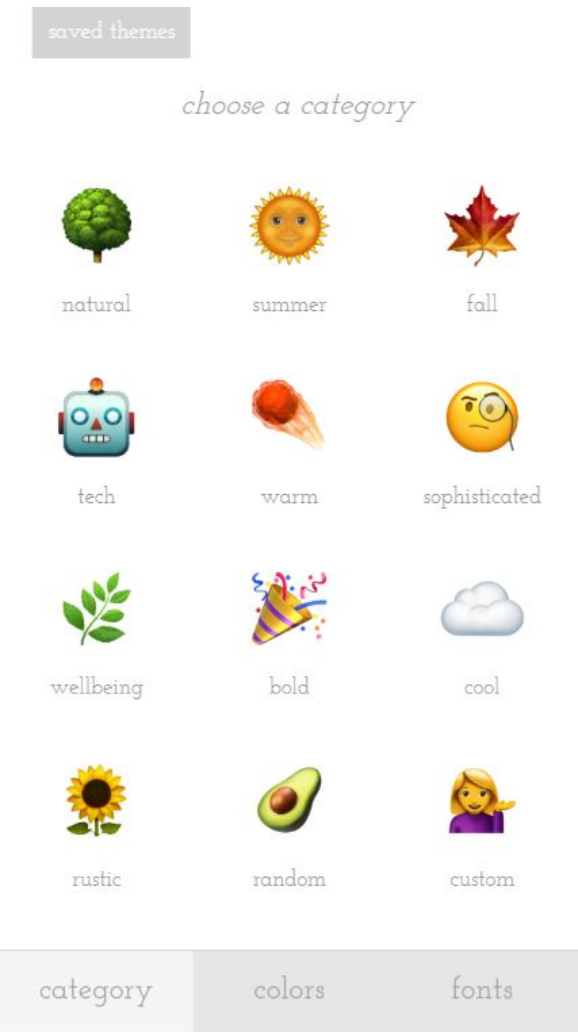 saved themes
choose a category
natural summer fall
tech warm sophisticated
wellbeing bold cool
rustic random custom
category colors fonts